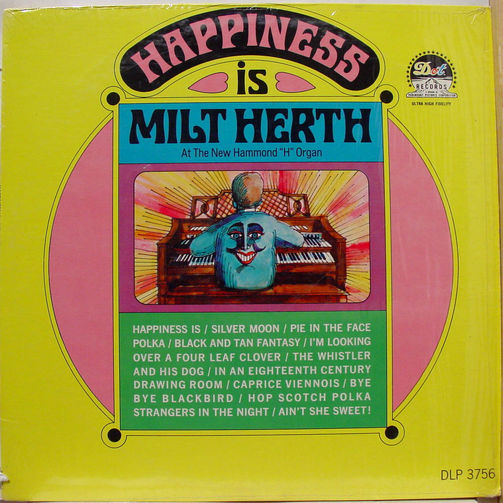 HAPPINESS
is
Dot
RECORDS
ULTRA HIGH FIDELITY
MILT HERTH
At The New Hammond "H" Organ
HAPPINESS IS / SILVER MOON / PIE IN THE FACE
POLKA / BLACK AND TAN FANTASY / I'M LOOKING
OVER A FOUR LEAF CLOVER / THE WHISTLER
AND HIS DOG / IN AN EIGHTEENTH CENTURY
DRAWING ROOM / CAPRICE VIENNOIS / BYE
BYE BLACKBIRD / HOP SCOTCH POLKA
STRANGERS IN THE NIGHT / AIN'T SHE SWEET!
DLP 3756